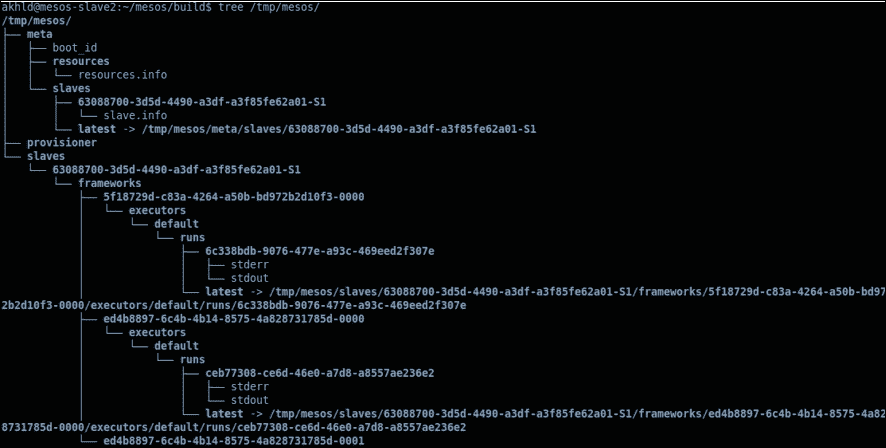 akhld@mesos-slave2:~/mesos/build$ tree /tmp/mesos/
/tmp/mesos/
├── meta
│   ├── boot_id
│   ├── resources
│   │   └── resources.info
│   └── slaves
│       ├── 63088700-3d5d-4490-a3df-a3f85fe62a01-S1
│       │   └── slave.info
│       └── latest -> /tmp/mesos/meta/slaves/63088700-3d5d-4490-a3df-a3f85fe62a01-S1
├── provisioner
└── slaves
    └── 63088700-3d5d-4490-a3df-a3f85fe62a01-S1
        └── frameworks
            ├── 5f18729d-c83a-4264-a50b-bd972b2d10f3-0000
            │   └── executors
            │       └── default
            │           └── runs
            │               ├── 6c338bdb-9076-477e-a93c-469eed2f307e
            │               │   ├── stderr
            │               │   └── stdout
            │               └── latest -> /tmp/mesos/slaves/63088700-3d5d-4490-a3df-a3f85fe62a01-S1/frameworks/5f18729d-c83a-4264-a50b-bd97
2b2d10f3-0000/executors/default/runs/6c338bdb-9076-477e-a93c-469eed2f307e
            ├── ed4b8897-6c4b-4b14-8575-4a828731785d-0000
            │   └── executors
            │       └── default
            │           └── runs
            │               ├── ceb77308-ce6d-46e0-a7d8-a8557ae236e2
            │               │   ├── stderr
            │               │   └── stdout
            │               └── latest -> /tmp/mesos/slaves/63088700-3d5d-4490-a3df-a3f85fe62a01-S1/frameworks/ed4b8897-6c4b-4b14-8575-4a82
8731785d-0000/executors/default/runs/ceb77308-ce6d-46e0-a7d8-a8557ae236e2
            └── ed4b8897-6c4b-4b14-8575-4a828731785d-0001